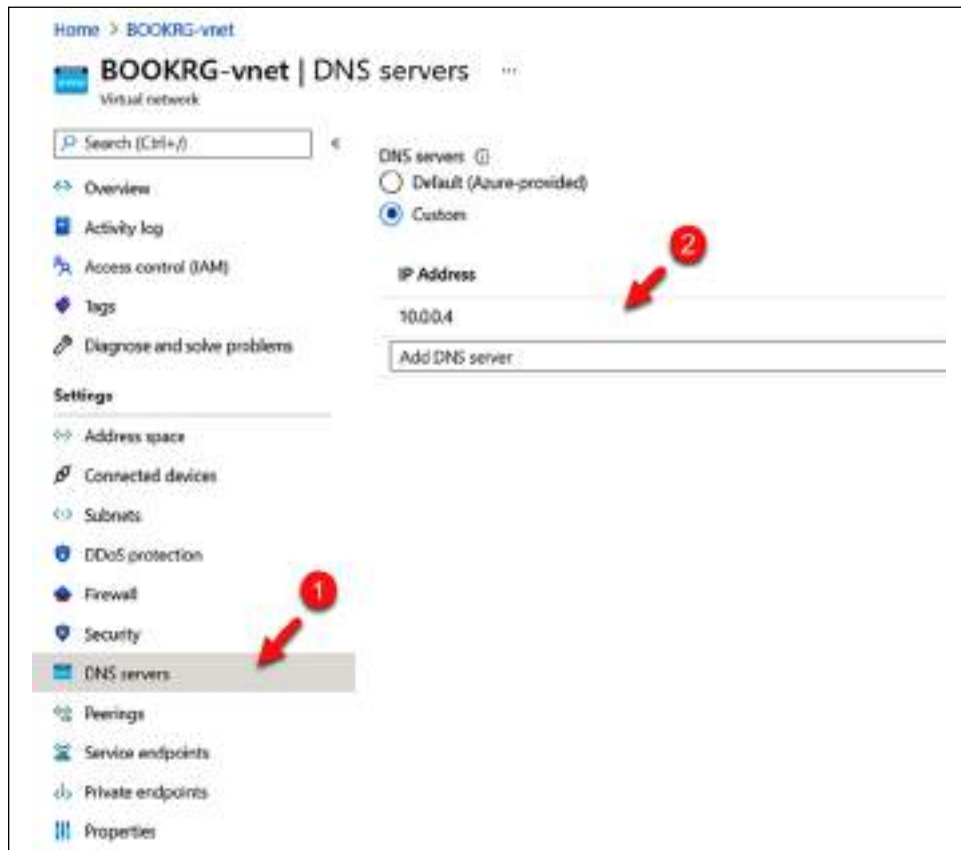 Home > BOOKRG-vnet
BOOKRG-vnet | DNS servers ...
Virtual network
Search (Ctrl+/)
«
Overview
Activity log
Access control (IAM)
Tags
Diagnose and solve problems
Settings
Address space
Connected devices
Subnets
DDoS protection
Firewall
Security
DNS servers
Peerings
Service endpoints
Private endpoints
Properties
1
DNS servers
Default (Azure-provided)
Custom
2
IP Address
10.0.0.4
Add DNS server